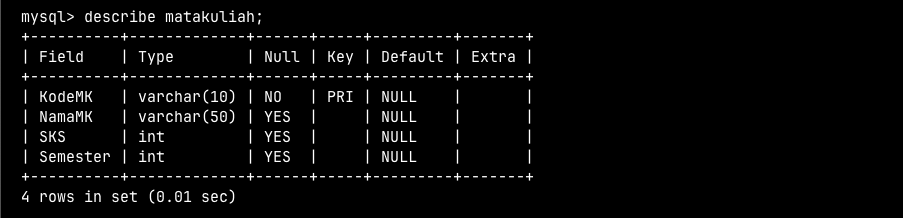 mysql> describe matakuliah;
+----------+-------------+------+-----+---------+-------+
| Field    | Type        | Null | Key | Default | Extra |
+----------+-------------+------+-----+---------+-------+
| KodeMK   | varchar(10) | NO   | PRI | NULL    |       |
| NamaMK   | varchar(50) | YES  |     | NULL    |       |
| SKS      | int         | YES  |     | NULL    |       |
| Semester | int         | YES  |     | NULL    |       |
+----------+-------------+------+-----+---------+-------+
4 rows in set (0.01 sec)